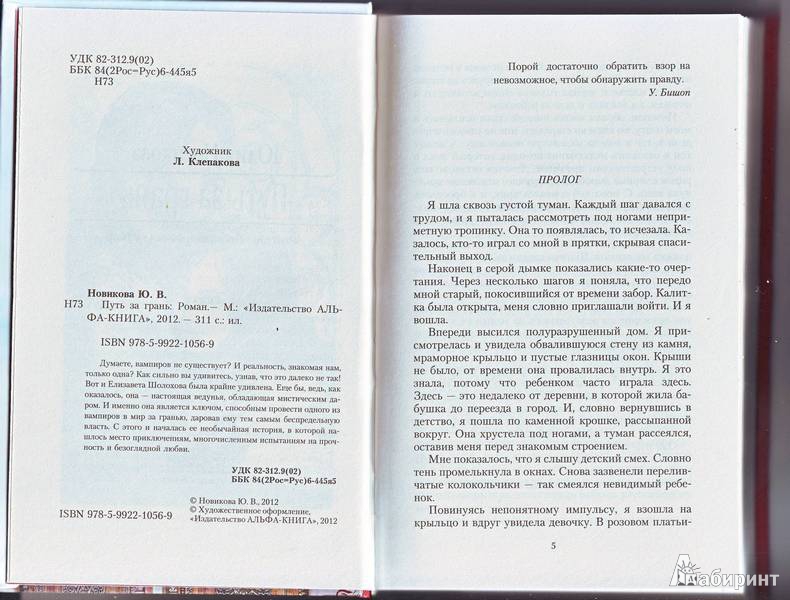 УДК 82-312.9(02)
ББК 84(2Рос=Рус)6-445я5
Н73
Художник
Л. Клепакова
Новикова Ю. В.
Н73 Путь за грань: Роман.— М.: «Издательство АЛЬ-
ФА-КНИГА», 2012. — 311 с.: ил.
ISBN 978-5-9922-1056-9
Думаете, вампиров не существует? И реальность, знакомая нам,
только одна? Как сильно вы удивитесь, узнав, что это далеко не так!
Вот и Елизавета Шолохова была крайне удивлена. Еще бы, ведь, как
оказалось, она — настоящая ведунья, обладающая мистическим да-
ром. И именно она является ключом, способным провести одного из
вампиров в мир за гранью, даровав ему тем самым беспредельную
власть. С этого и началась ее необычайная история, в которой на-
шлось место приключениям, многочисленным испытаниям на проч-
ность и безоглядной любви.
УДК 82-312.9(02)
ББК 84(2Рос=Рус)6-445я5
© Новикова Ю. В., 2012
© Художественное оформление,
ISBN 978-5-9922-1056-9 «Издательство АЛЬФА-КНИГА», 2012
Порой достаточно обратить взор на
невозможное, чтобы обнаружить правду.
У. Бишоп
ПРОЛОГ
Я шла сквозь густой туман. Каждый шаг давался с
трудом, и я пыталась рассмотреть под ногами непри-
метную тропинку. Она то появлялась, то исчезала. Ка-
залось, кто-то играл со мной в прятки, скрывая спаси-
тельный выход.
Наконец в серой дымке показались какие-то очер-
тания. Через несколько шагов я поняла, что передо
мной старый, покосившийся от времени забор. Калит-
ка была открыта, меня словно приглашали войти. И я
вошла.
Впереди высился полуразрушенный дом. Я при-
смотрелась и увидела обвалившуюся стену из камня,
мраморное крыльцо и пустые глазницы окон. Крыши
не было, от времени она провалилась внутрь. Я это
знала, потому что ребенком часто играла здесь.
Здесь — это недалеко от деревни, в которой жила ба-
бушка до переезда в город. И, словно вернувшись в
детство, я пошла по каменной крошке, рассыпанной
вокруг. Она хрустела под ногами, а туман рассеялся,
оставив меня перед знакомым строением.
Мне показалось, что я слышу детский смех. Словно
тень промелькнула в окнах. Снова зазвенели перелив-
чатые колокольчики — так смеялся невидимый ребе-
нок.
Повинуясь непонятному импульсу, я взошла на
крыльцо и вдруг увидела девочку. В розовом платьи-
5
Лабиринт